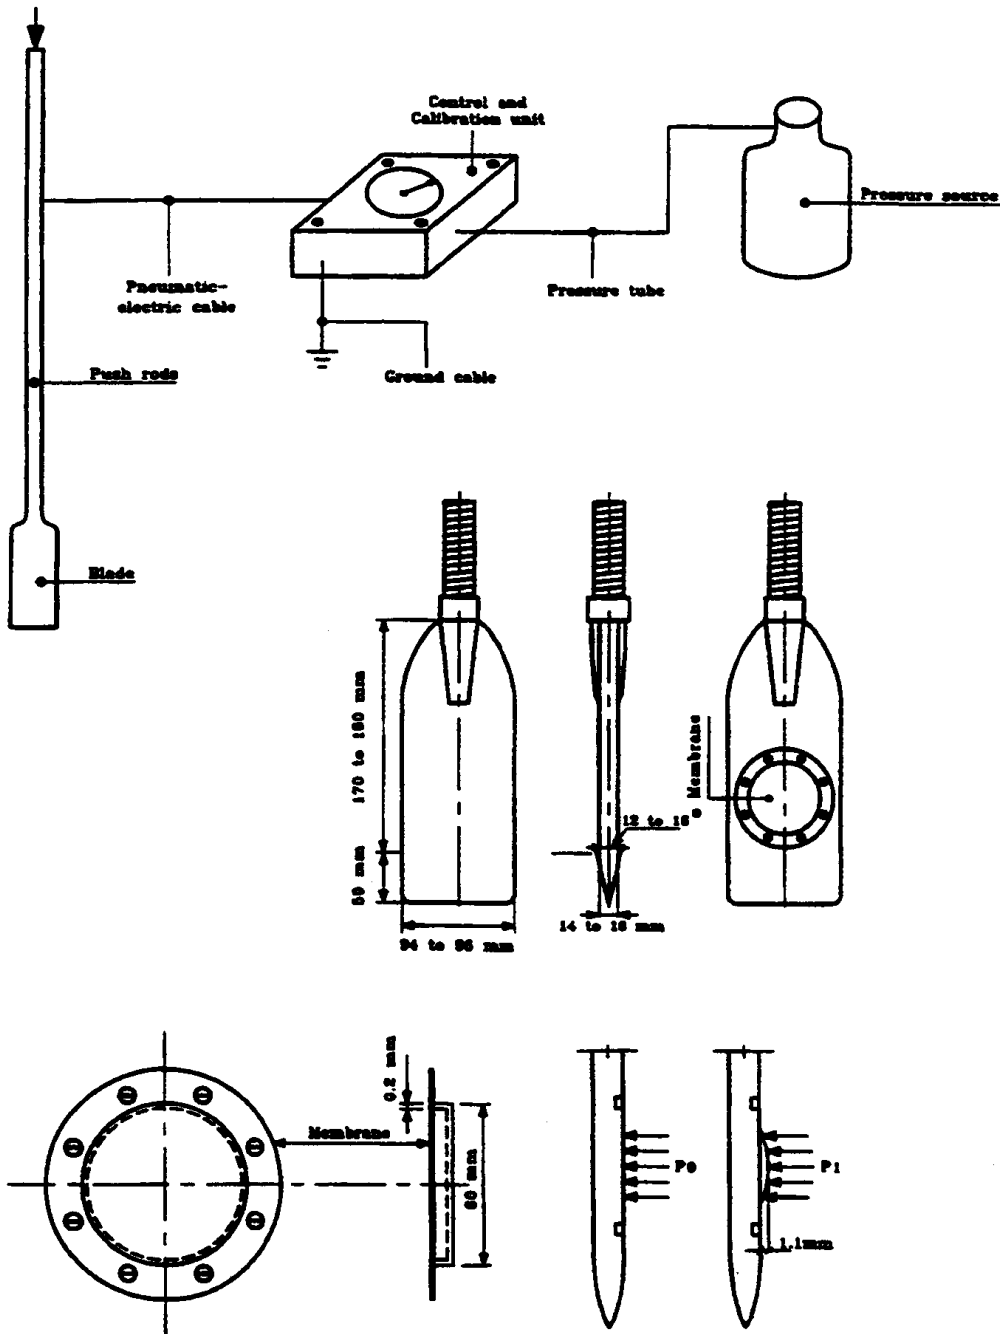 Control and
Calibration unit
Pressure source
Pneumatic-
electric cable
Pressure tube
Push rods
Ground cable
Blade
170 to 180 mm
50 mm
94 to 96 mm
12 to 16°
14 to 16 mm
Membrane
0.2 mm
Membrane
60 mm
P0
P1
1.1mm